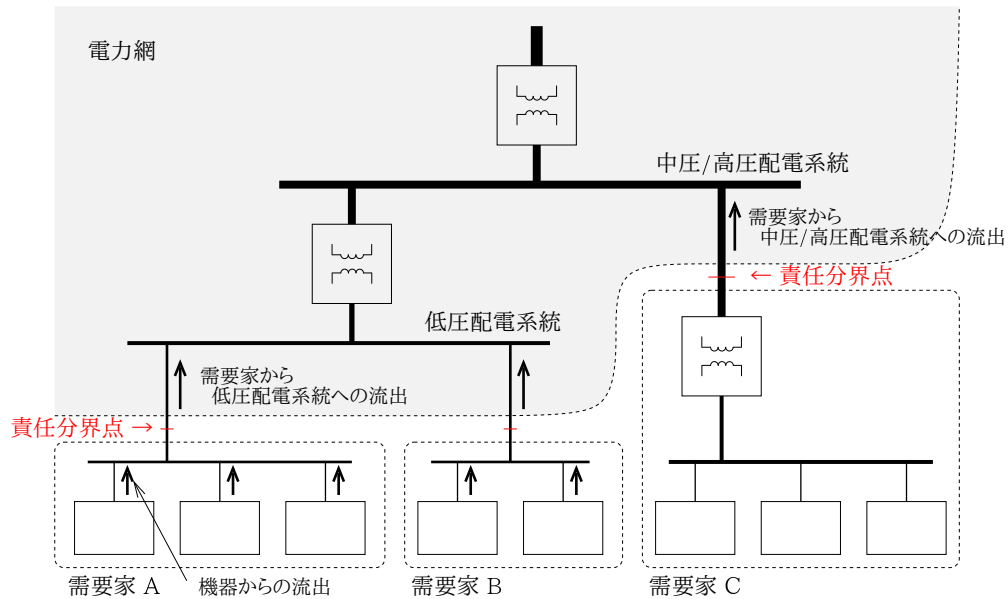 電力網
中圧/高圧配電系統
需要家から
中圧/高圧配電系統への流出
← 責任分界点
低圧配電系統
需要家から
低圧配電系統への流出
責任分界点 →
需要家 A
機器からの流出
需要家 B
需要家 C